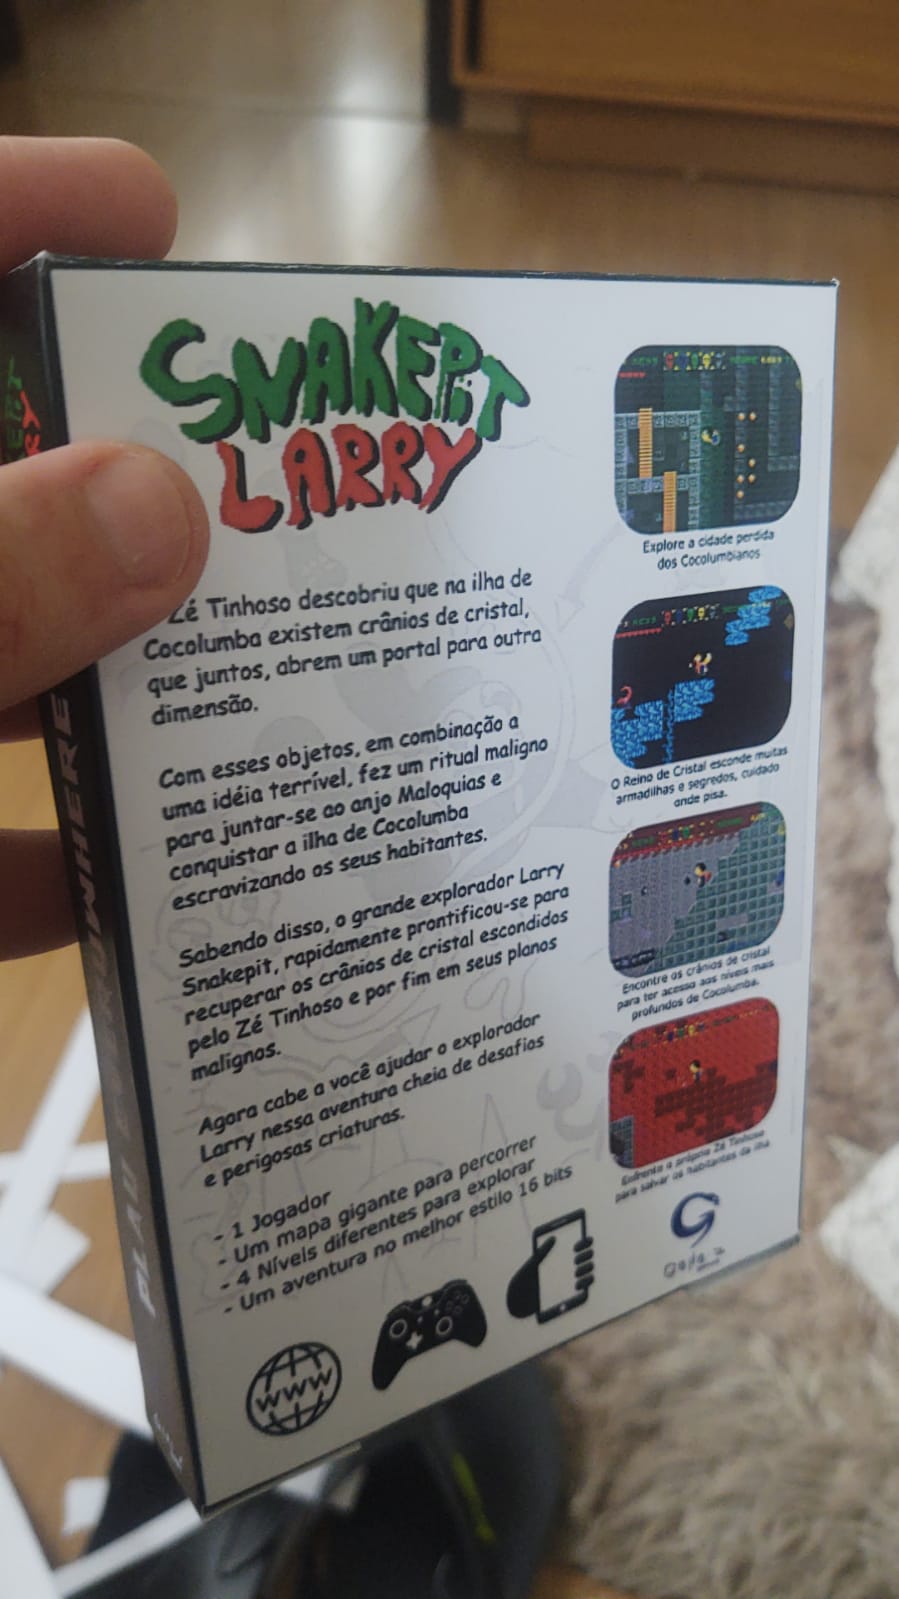 SNAKEPiT
LARRY
Zé Tinhoso descobriu que na ilha de
Cocolumba existem crânios de cristal,
que juntos, abrem um portal para outra
dimensão.
Com esses objetos, em combinação a
uma idéia terrível, fez um ritual maligno
para juntar-se ao anjo Maloquias e
conquistar a ilha de Cocolumba
escravizando os seus habitantes.
Sabendo disso, o grande explorador Larry
Snakepit, rapidamente prontificou-se para
recuperar os crânios de cristal escondidos
pelo Zé Tinhoso e por fim em seus planos
malignos.
Agora cabe a você ajudar o explorador
Larry nessa aventura cheia de desafios
e perigosas criaturas.
- 1 Jogador
- Um mapa gigante para percorrer
- 4 Níveis diferentes para explorar
- Um aventura no melhor estilo 16 bits
WWW
Explore a cidade perdida
dos Cocolumbianos
O Reino de Cristal esconde muitas
armadilhas e segredos, cuidado
onde pisa.
Encontre os crânios de cristal
para ter acesso aos níveis mais
profundos de Cocolumba.
Enfrente o próprio Zé Tinhoso
para salvar os habitantes da ilha